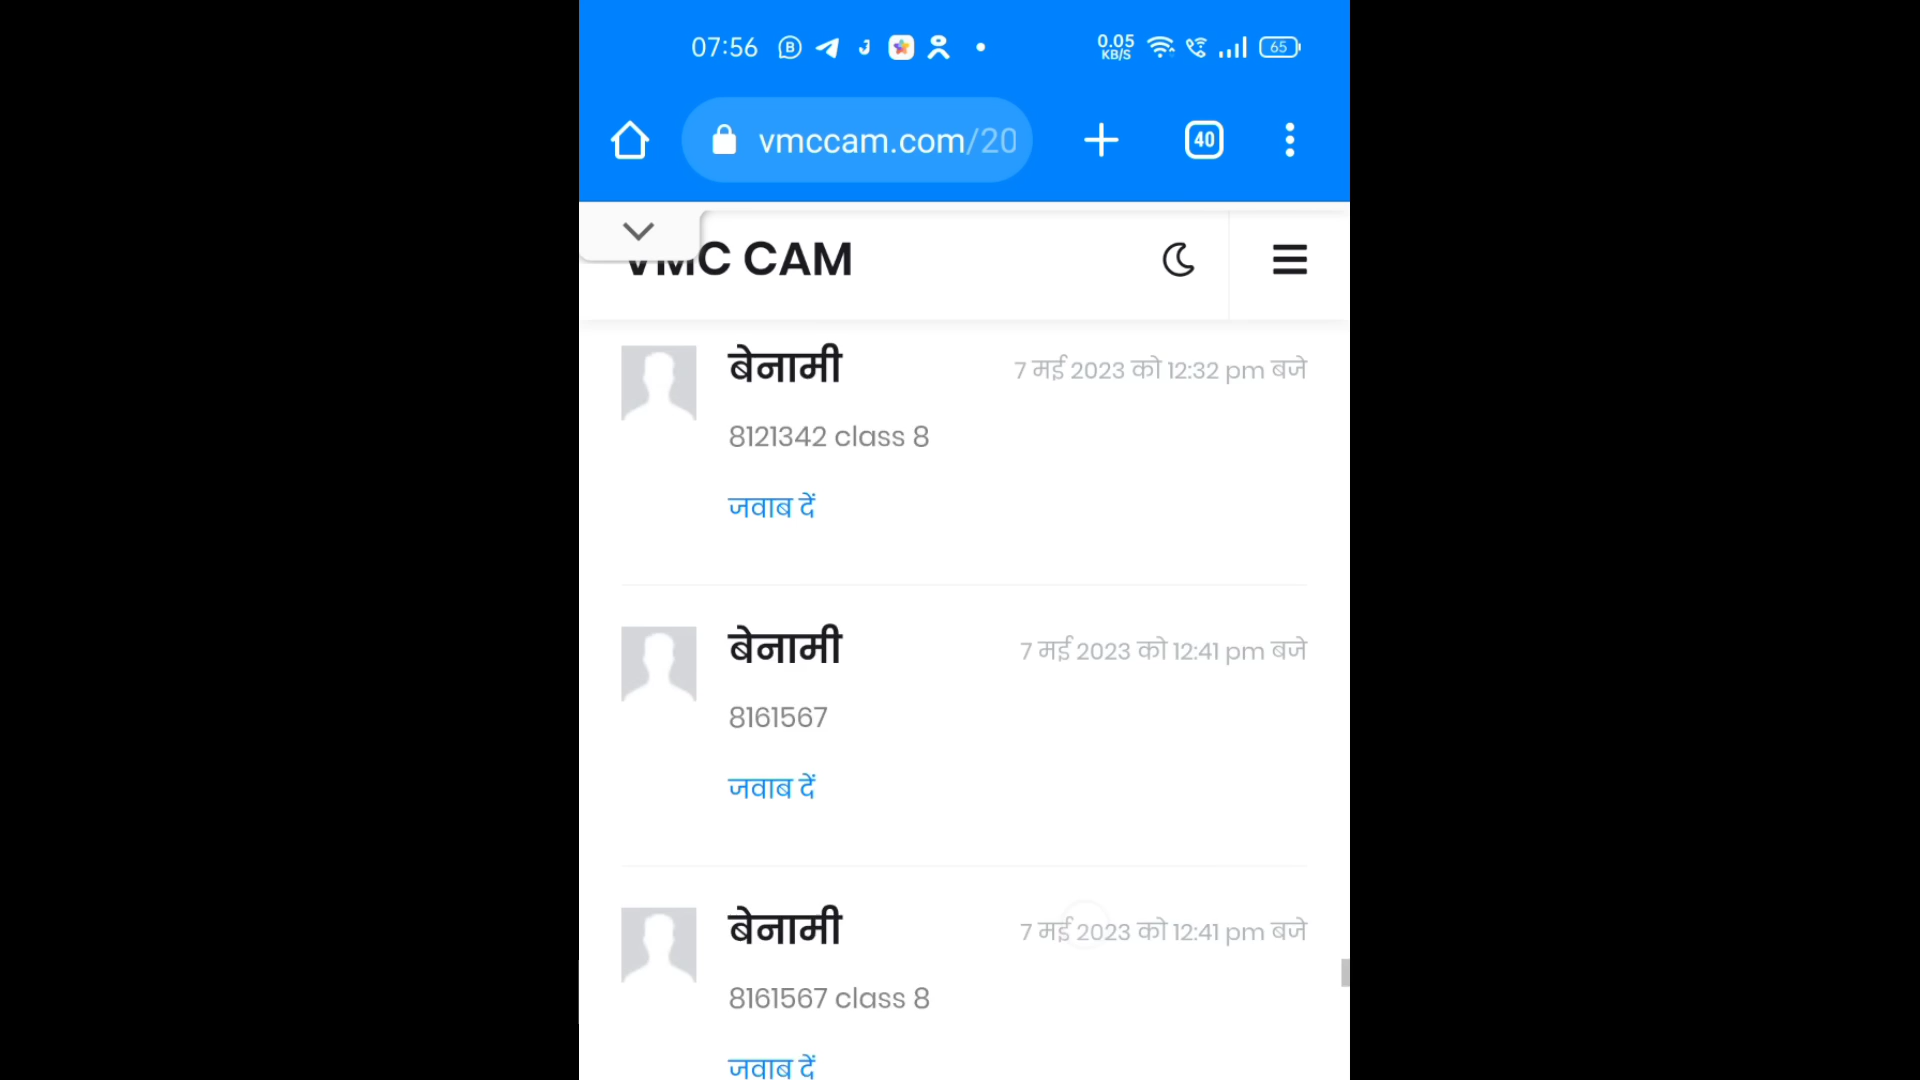 07:56 0.05 KB/S 65
vmccam.com/20 40
VMC CAM
बेनामी 7 मई 2023 को 12:32 pm बजे
8121342 class 8
जवाब दें
बेनामी 7 मई 2023 को 12:41 pm बजे
8161567
जवाब दें
बेनामी 7 मई 2023 को 12:41 pm बजे
8161567 class 8
जवाब दें